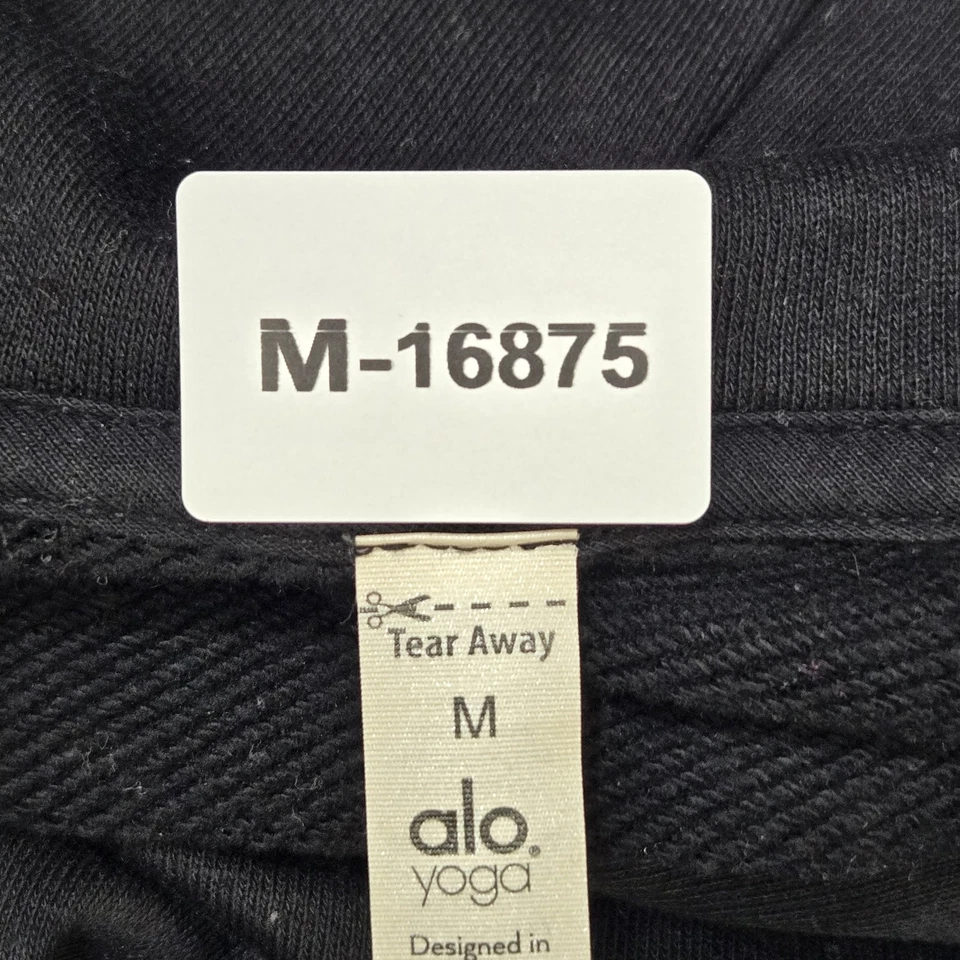 M-16875
Tear Away
M
alo®
yoga
Designed in